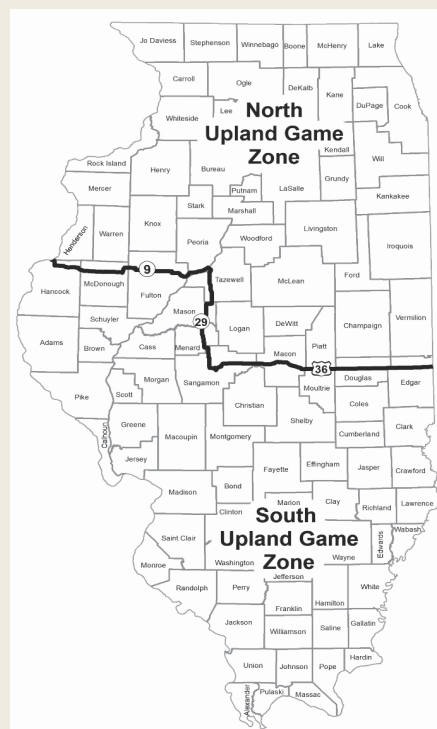 Jo Daviess
Stephenson
Winnebago
Boone
McHenry
Lake
Carroll
Ogle
DeKalb
Kane
DuPage
Cook
Whiteside
Lee
North
Upland Game
Zone
Kendall
Will
Rock Island
Henry
Bureau
LaSalle
Grundy
Mercer
Putnam
Kankakee
Stark
Marshall
Henderson
Warren
Knox
Peoria
Woodford
Livingston
Iroquois
9
Tazewell
McLean
Ford
Hancock
McDonough
Fulton
Mason
29
Logan
DeWitt
Champaign
Vermilion
Schuyler
Adams
Brown
Cass
Menard
Macon
Piatt
36
Morgan
Sangamon
Moultrie
Douglas
Edgar
Pike
Scott
Christian
Coles
Greene
Calhoun
Macoupin
Montgomery
Shelby
Cumberland
Clark
Jersey
Fayette
Effingham
Jasper
Crawford
Madison
Bond
Clinton
Marion
Clay
Richland
Lawrence
South
Upland Game
Zone
Saint Clair
Washington
Wayne
Edwards
Wabash
Monroe
Jefferson
Randolph
Perry
Franklin
Hamilton
White
Jackson
Williamson
Saline
Gallatin
Union
Johnson
Pope
Hardin
Alexander
Pulaski
Massac